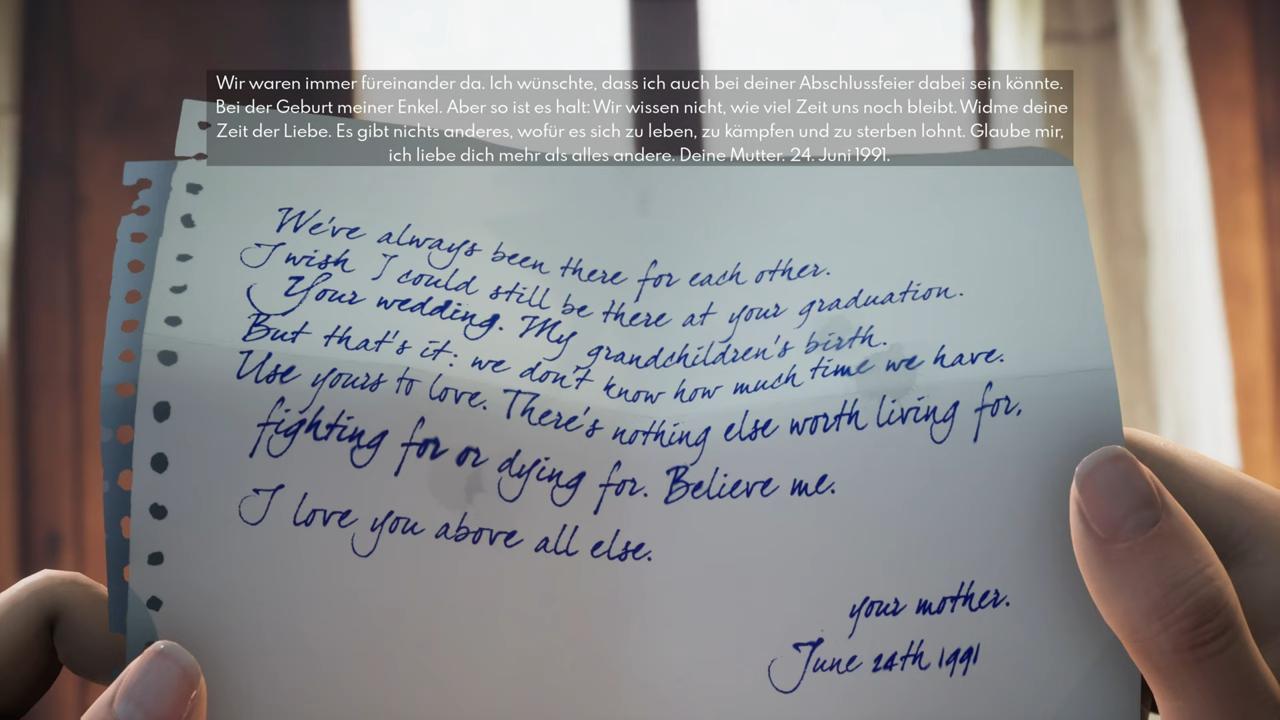 Wir waren immer füreinander da. Ich wünschte, dass ich auch bei deiner Abschlussfeier dabei sein könnte.
Bei der Geburt meiner Enkel. Aber so ist es halt: Wir wissen nicht, wie viel Zeit uns noch bleibt. Widme deine
Zeit der Liebe. Es gibt nichts anderes, wofür es sich zu leben, zu kämpfen und zu sterben lohnt. Glaube mir,
ich liebe dich mehr als alles andere. Deine Mutter. 24. Juni 1991.
We've always been there for each other.
I wish I could still be there at your graduation.
Your wedding. My grandchildren's birth.
But that's it: we don't know how much time we have.
Use yours to love. There's nothing else worth living for,
fighting for or dying for. Believe me.
I love you above all else.
your mother.
June 24th 1991